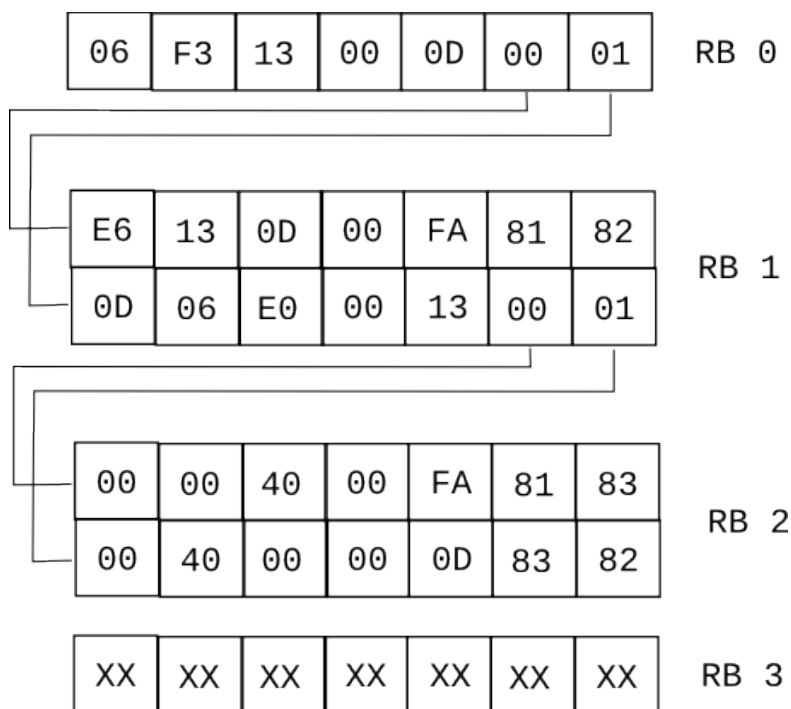 06 F3 13 00 0D 00 01 RB 0
E6 13 0D 00 FA 81 82
RB 1
0D 06 E0 00 13 00 01
00 00 40 00 FA 81 83
RB 2
00 40 00 00 0D 83 82
XX XX XX XX XX XX XX RB 3